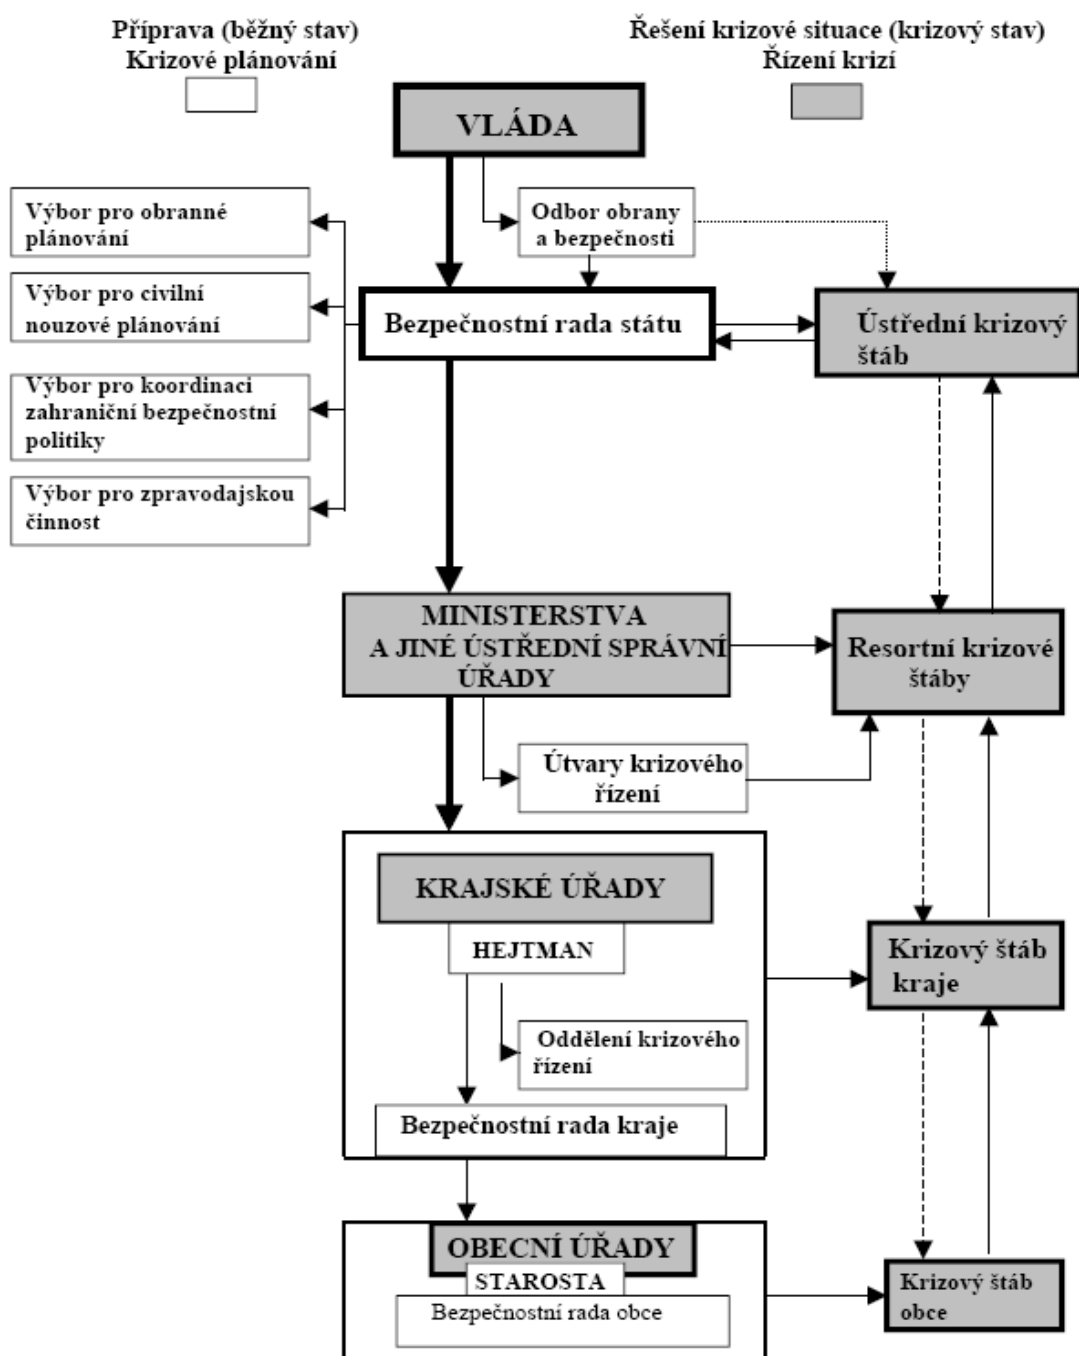 Příprava (běžný stav)
Krizové plánování
Řešení krizové situace (krizový stav)
Řízení krizí
VLÁDA
Výbor pro obranné
plánování
Odbor obrany
a bezpečnosti
Výbor pro civilní
nouzové plánování
Bezpečnostní rada státu
Ústřední krizový
štáb
Výbor pro koordinaci
zahraniční bezpečnostní
politiky
Výbor pro zpravodajskou
činnost
MINISTERSTVA
A JINÉ ÚSTŘEDNÍ SPRÁVNÍ
ÚŘADY
Resortní krizové
štáby
Útvary krizového
řízení
KRAJSKÉ ÚŘADY
HEJTMAN
Krizový štáb
kraje
Oddělení krizového
řízení
Bezpečnostní rada kraje
OBECNÍ ÚŘADY
STAROSTA
Bezpečnostní rada obce
Krizový štáb
obce